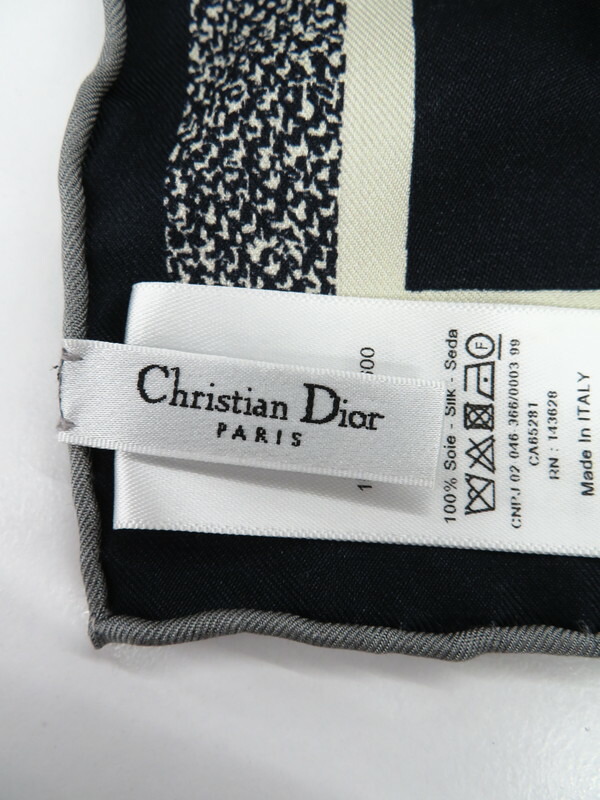 Christian Dior
PARIS
100% Soie - Silk - Seda
F
CNPJ 02 046 366/0003 99
CA65281
RN : 143628
Made In ITALY